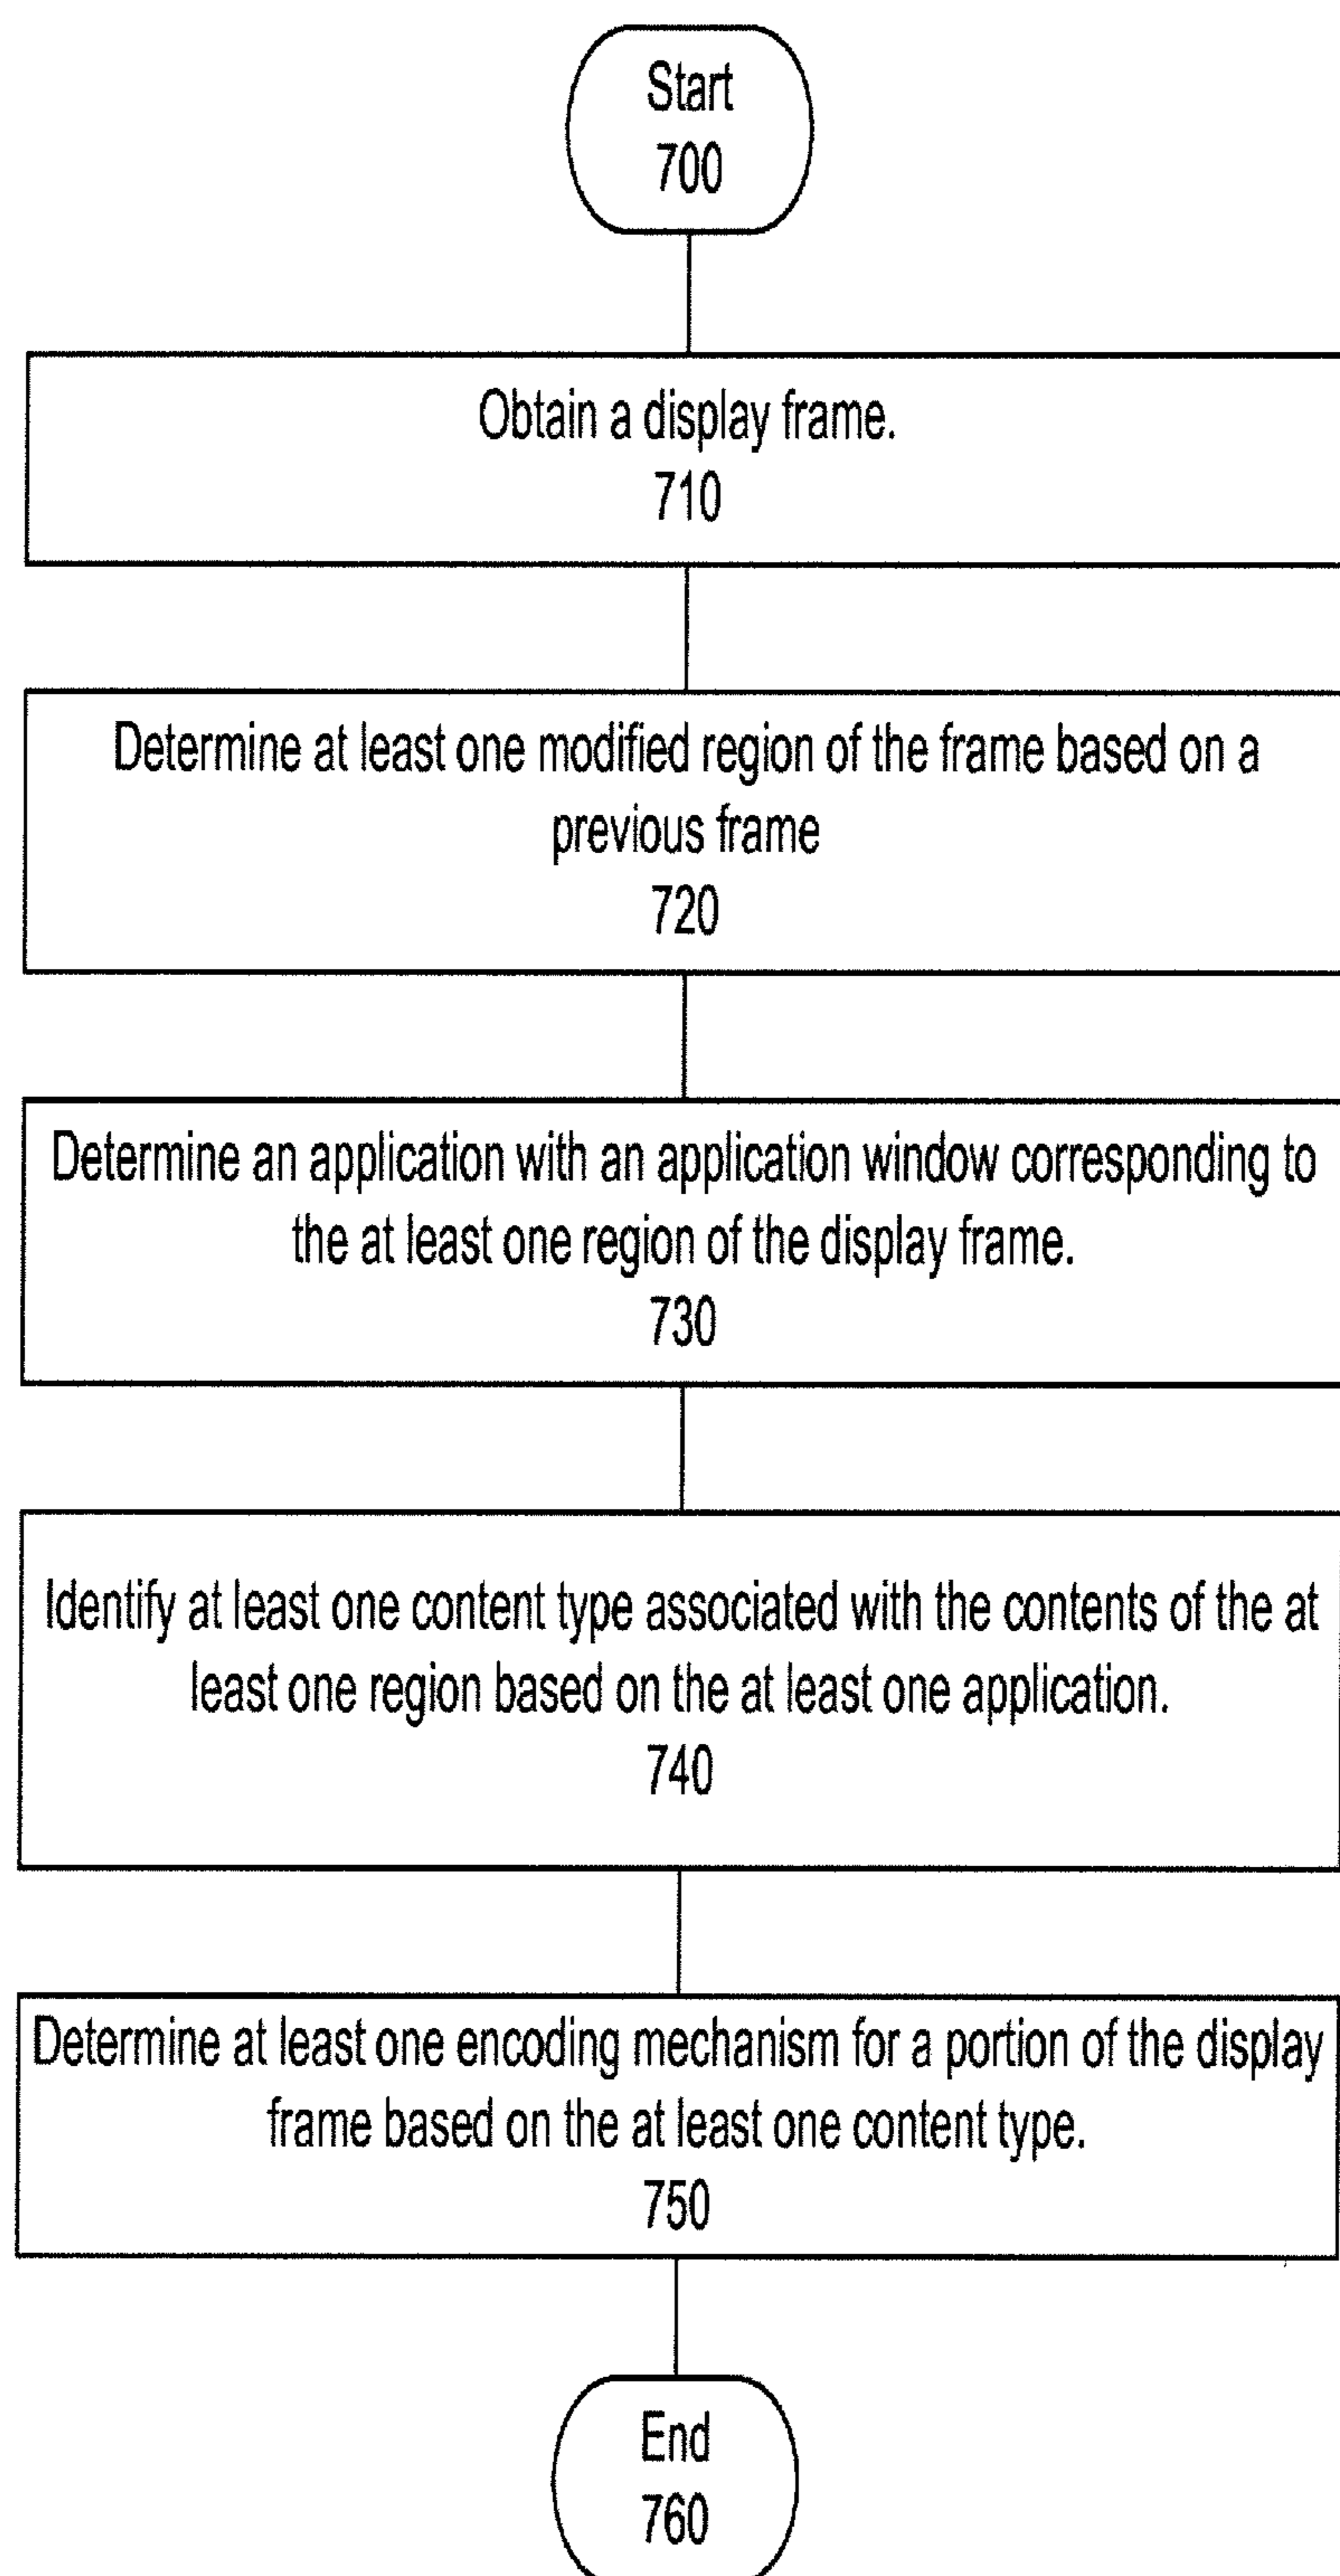 Start
700
Obtain a display frame.
710
Determine at least one modified region of the frame based on a
previous frame
720
Determine an application with an application window corresponding to
the at least one region of the display frame.
730
Identify at least one content type associated with the contents of the at
least one region based on the at least one application.
740
Determine at least one encoding mechanism for a portion of the display
frame based on the at least one content type.
750
End
760